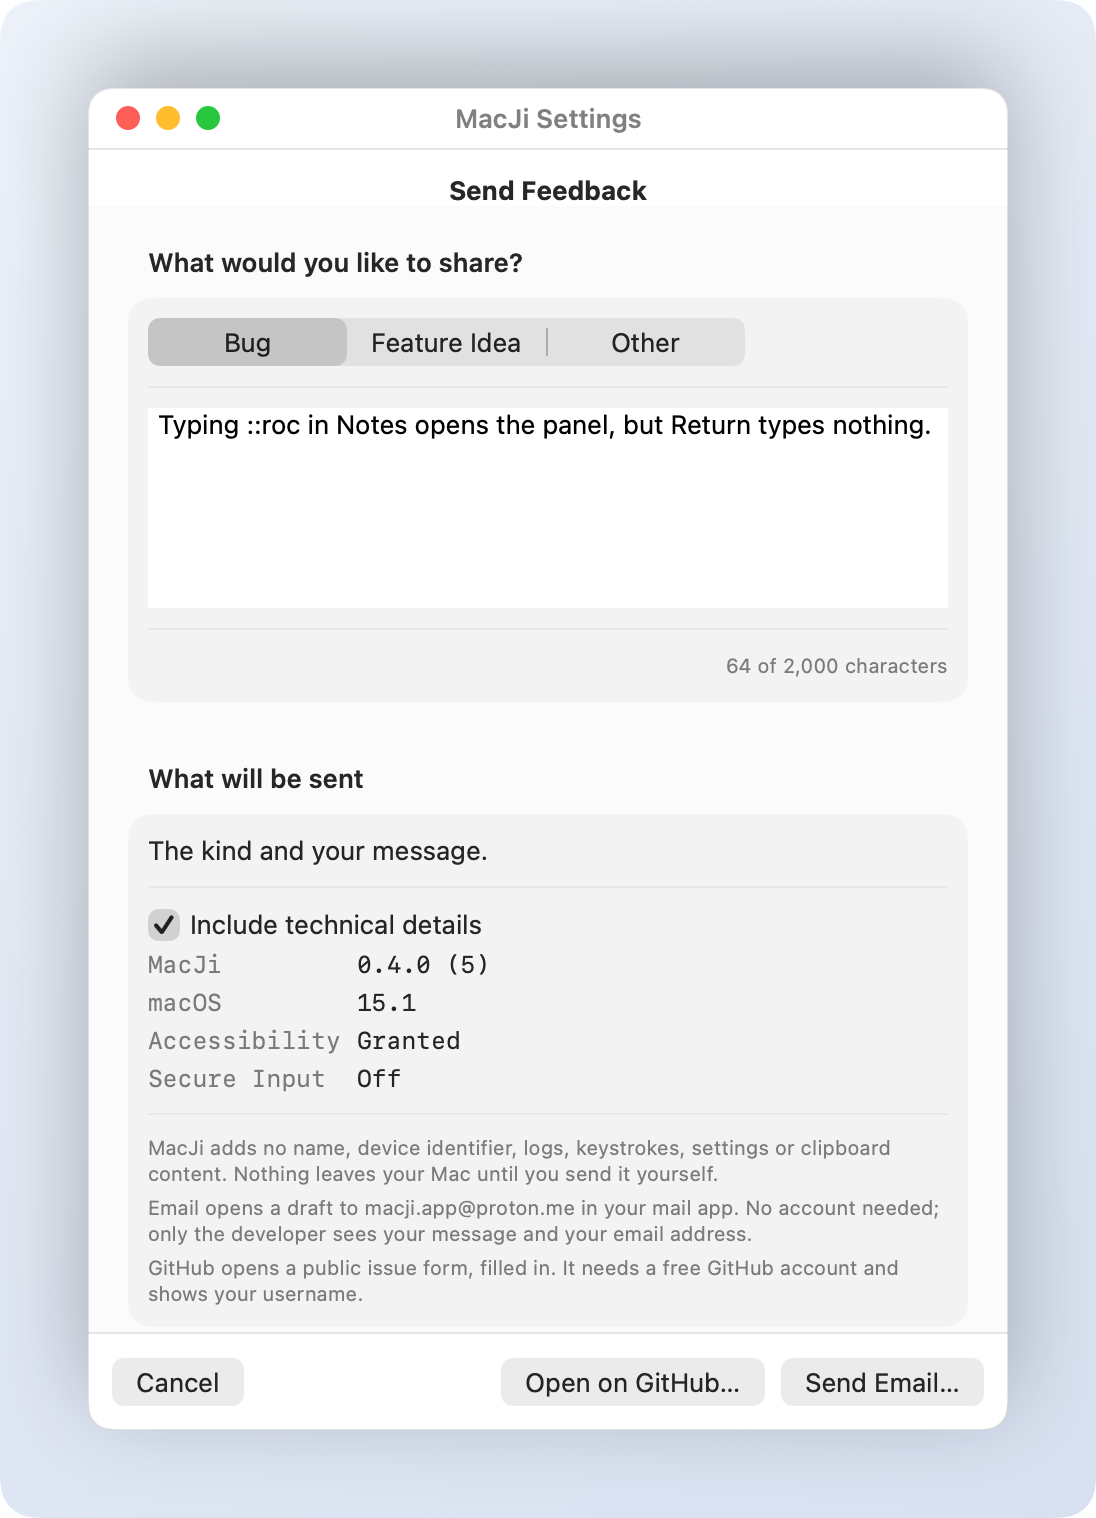 MacJi Settings
Send Feedback
What would you like to share?
Bug
Feature Idea
Other
Typing ::roc in Notes opens the panel, but Return types nothing.
64 of 2,000 characters
What will be sent
The kind and your message.
Include technical details
MacJi 0.4.0 (5)
macOS 15.1
Accessibility Granted
Secure Input Off
MacJi adds no name, device identifier, logs, keystrokes, settings or clipboard
content. Nothing leaves your Mac until you send it yourself.
Email opens a draft to macji.app@proton.me in your mail app. No account needed;
only the developer sees your message and your email address.
GitHub opens a public issue form, filled in. It needs a free GitHub account and
shows your username.
Cancel
Open on GitHub...
Send Email...